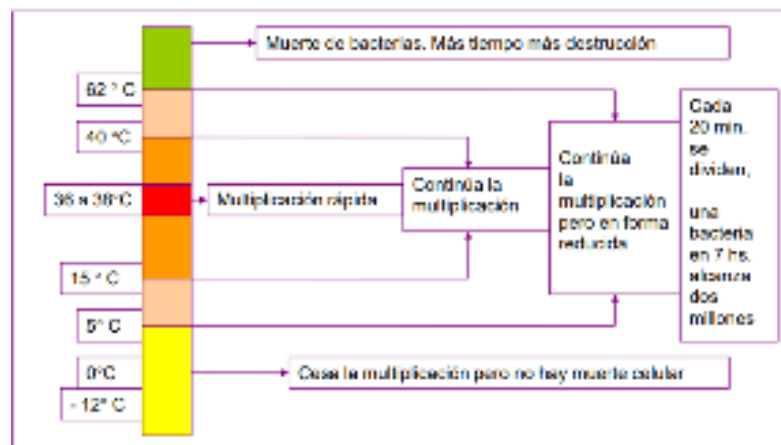 Muerte de bacterias. Más tiempo más destrucción
62 ° C
40 °C
36 a 38°C
15 ° C
5° C
0°C
- 12° C
Multiplicación rápida
Continúa la
multiplicación
Continúa
la
multiplicación
pero en forma
reducida
Cada
20 min.
se
dividen,
una
bacteria
en 7 hs.
alcanza
dos
millones
Cesa la multiplicación pero no hay muerte celular